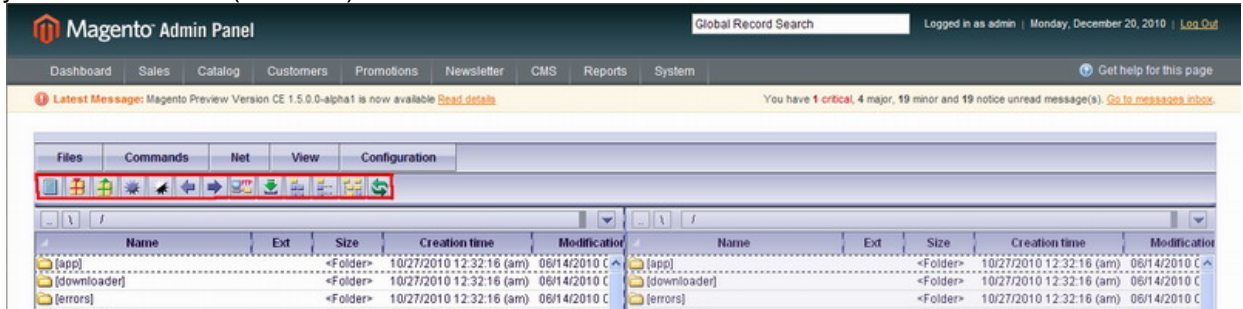 Magento Admin Panel
Global Record Search
Logged in as admin | Monday, December 20, 2010 | Log Out
Dashboard Sales Catalog Customers Promotions Newsletter CMS Reports System
Get help for this page
Latest Message: Magento Preview Version CE 1.5.0.0-alpha1 is now available Read details
You have 1 critical, 4 major, 19 minor and 19 notice unread message(s). Go to messages inbox.
Files Commands Net View Configuration
.. \ / .. \ /
Name Ext Size Creation time Modification Name Ext Size Creation time Modification
[app] <Folder> 10/27/2010 12:32:16 (am) 06/14/2010 [app] <Folder> 10/27/2010 12:32:16 (am) 06/14/2010
[downloader] <Folder> 10/27/2010 12:32:16 (am) 06/14/2010 [downloader] <Folder> 10/27/2010 12:32:16 (am) 06/14/2010
[errors] <Folder> 10/27/2010 12:32:16 (am) 06/14/2010 [errors] <Folder> 10/27/2010 12:32:16 (am) 06/14/2010